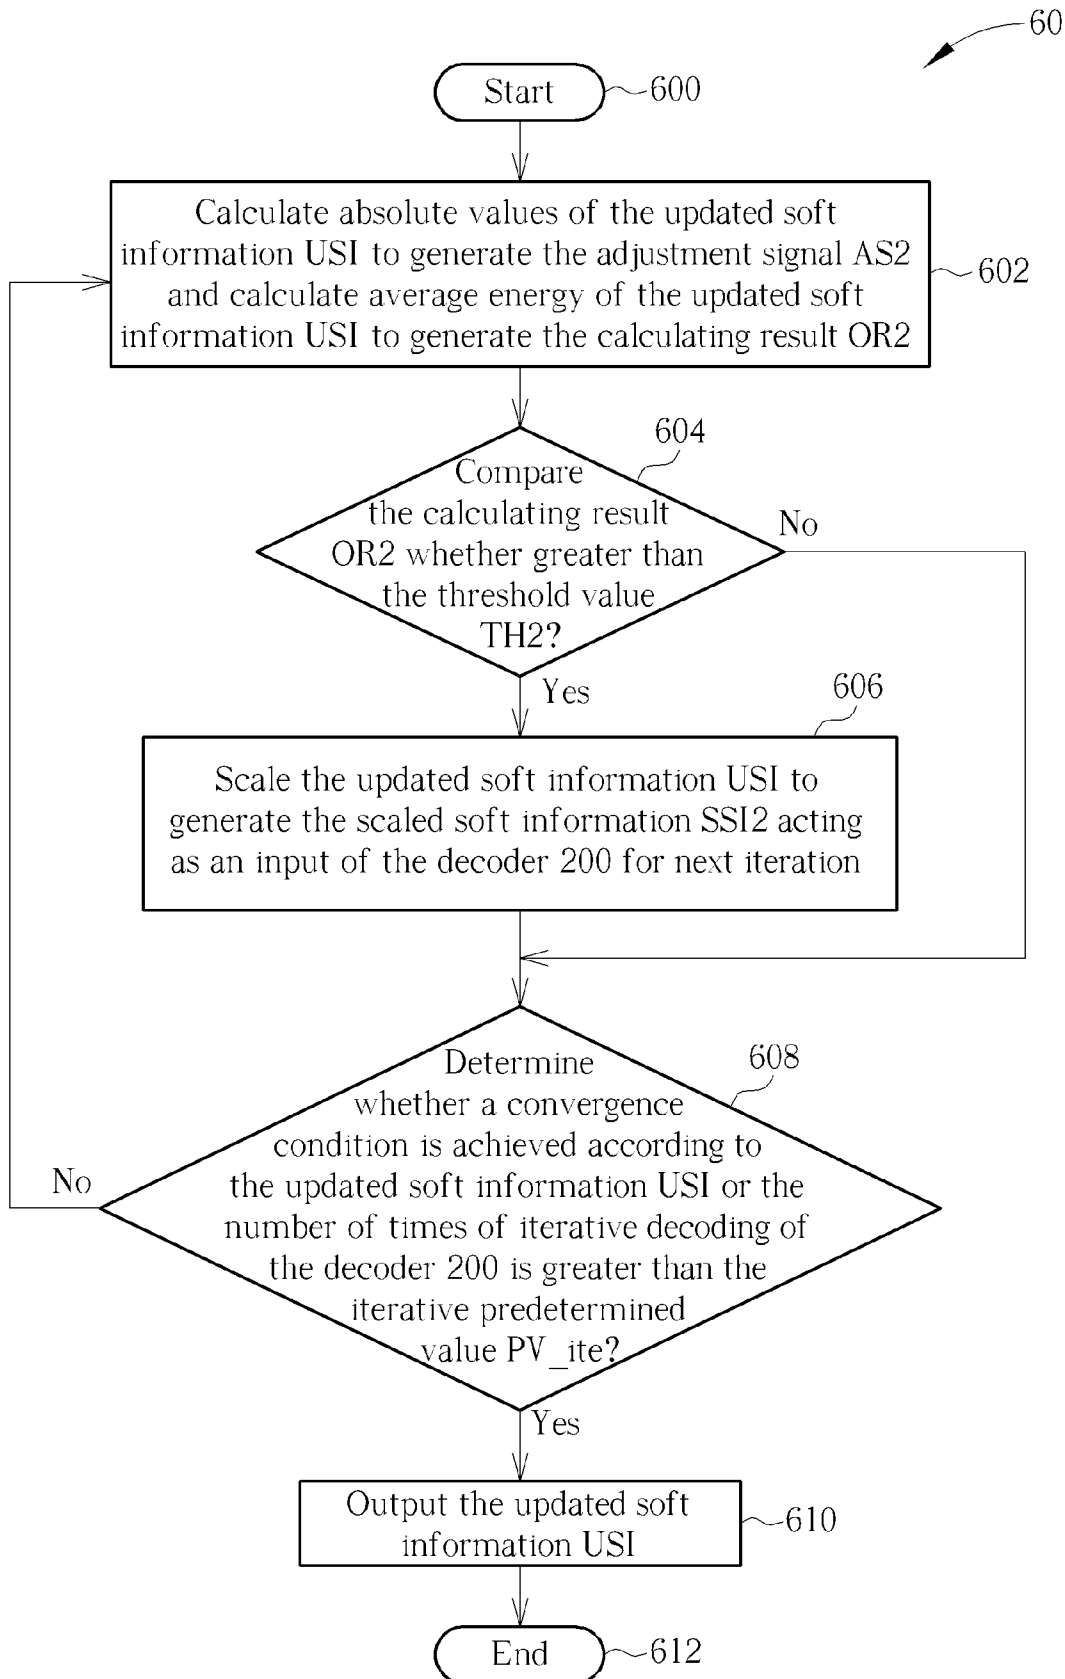 60
Start
600
Calculate absolute values of the updated soft
information USI to generate the adjustment signal AS2
and calculate average energy of the updated soft
information USI to generate the calculating result OR2
602
604
Compare
the calculating result
OR2 whether greater than
the threshold value
TH2?
No
Yes
606
Scale the updated soft information USI to
generate the scaled soft information SSI2 acting
as an input of the decoder 200 for next iteration
608
Determine
whether a convergence
condition is achieved according to
the updated soft information USI or the
number of times of iterative decoding of
the decoder 200 is greater than the
iterative predetermined
value PV_ite?
No
Yes
Output the updated soft
information USI
610
End
612